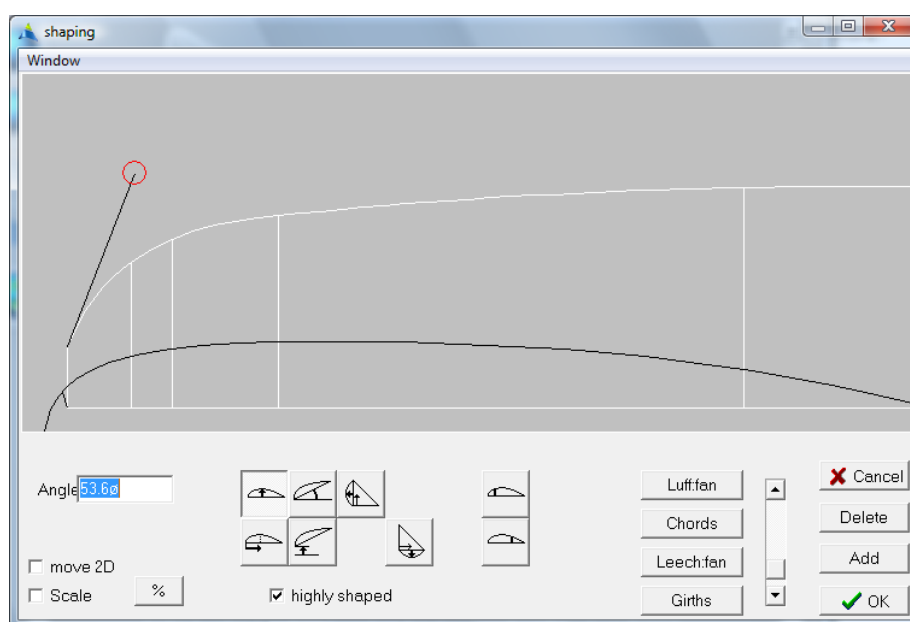 shaping
Window
Angle 53.6ø
move 2D
Scale
%
highly shaped
Luff:fan
Chords
Leech:fan
Girths
Cancel
Delete
Add
OK